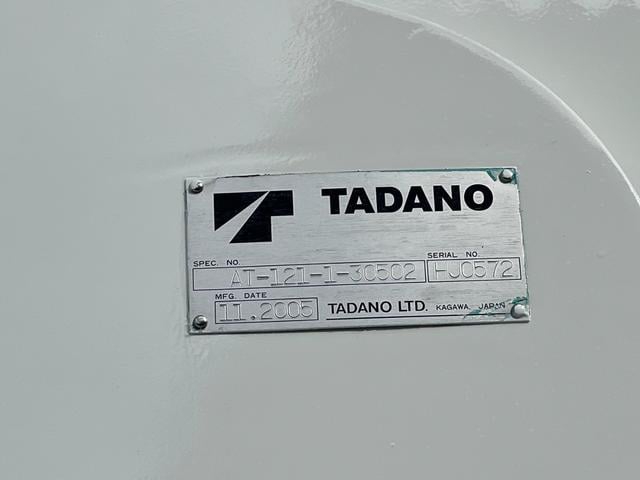 TADANO
SPEC. NO. SERIAL NO.
AT-121-1-30502 HJ0572
MFG. DATE
11.2005 TADANO LTD. KAGAWA, JAPAN